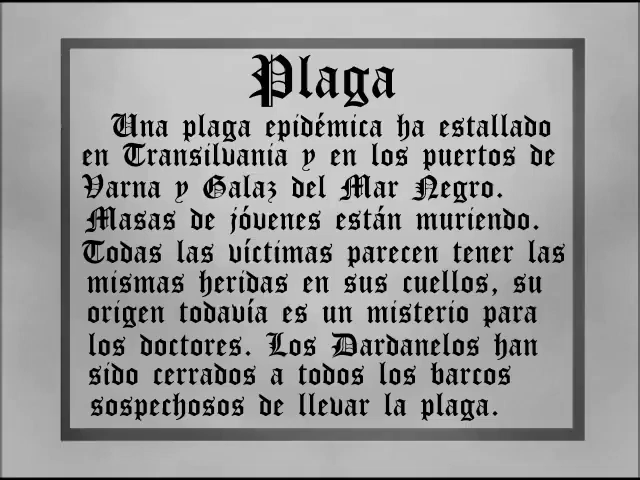 Plaga
Una plaga epidémica ha estallado
en Transilvania y en los puertos de
Varna y Galaz del Mar Negro.
Masas de jóvenes están muriendo.
Todas las víctimas parecen tener las
mismas heridas en sus cuellos, su
origen todavía es un misterio para
los doctores. Los Dardanelos han
sido cerrados a todos los barcos
sospechosos de llevar la plaga.